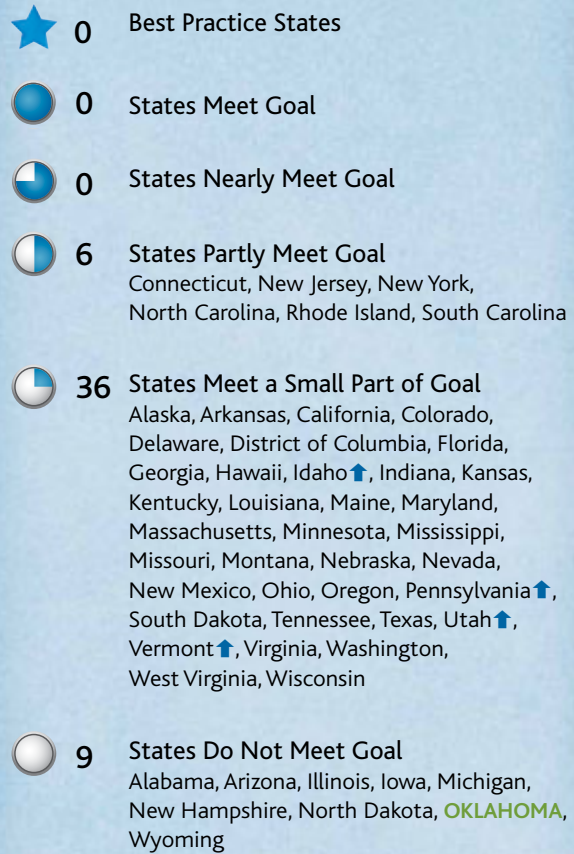 0 Best Practice States
0 States Meet Goal
0 States Nearly Meet Goal
6 States Partly Meet Goal
Connecticut, New Jersey, New York,
North Carolina, Rhode Island, South Carolina
36 States Meet a Small Part of Goal
Alaska, Arkansas, California, Colorado,
Delaware, District of Columbia, Florida,
Georgia, Hawaii, Idaho⬆, Indiana, Kansas,
Kentucky, Louisiana, Maine, Maryland,
Massachusetts, Minnesota, Mississippi,
Missouri, Montana, Nebraska, Nevada,
New Mexico, Ohio, Oregon, Pennsylvania⬆,
South Dakota, Tennessee, Texas, Utah⬆,
Vermont⬆, Virginia, Washington,
West Virginia, Wisconsin
9 States Do Not Meet Goal
Alabama, Arizona, Illinois, Iowa, Michigan,
New Hampshire, North Dakota, OKLAHOMA,
Wyoming